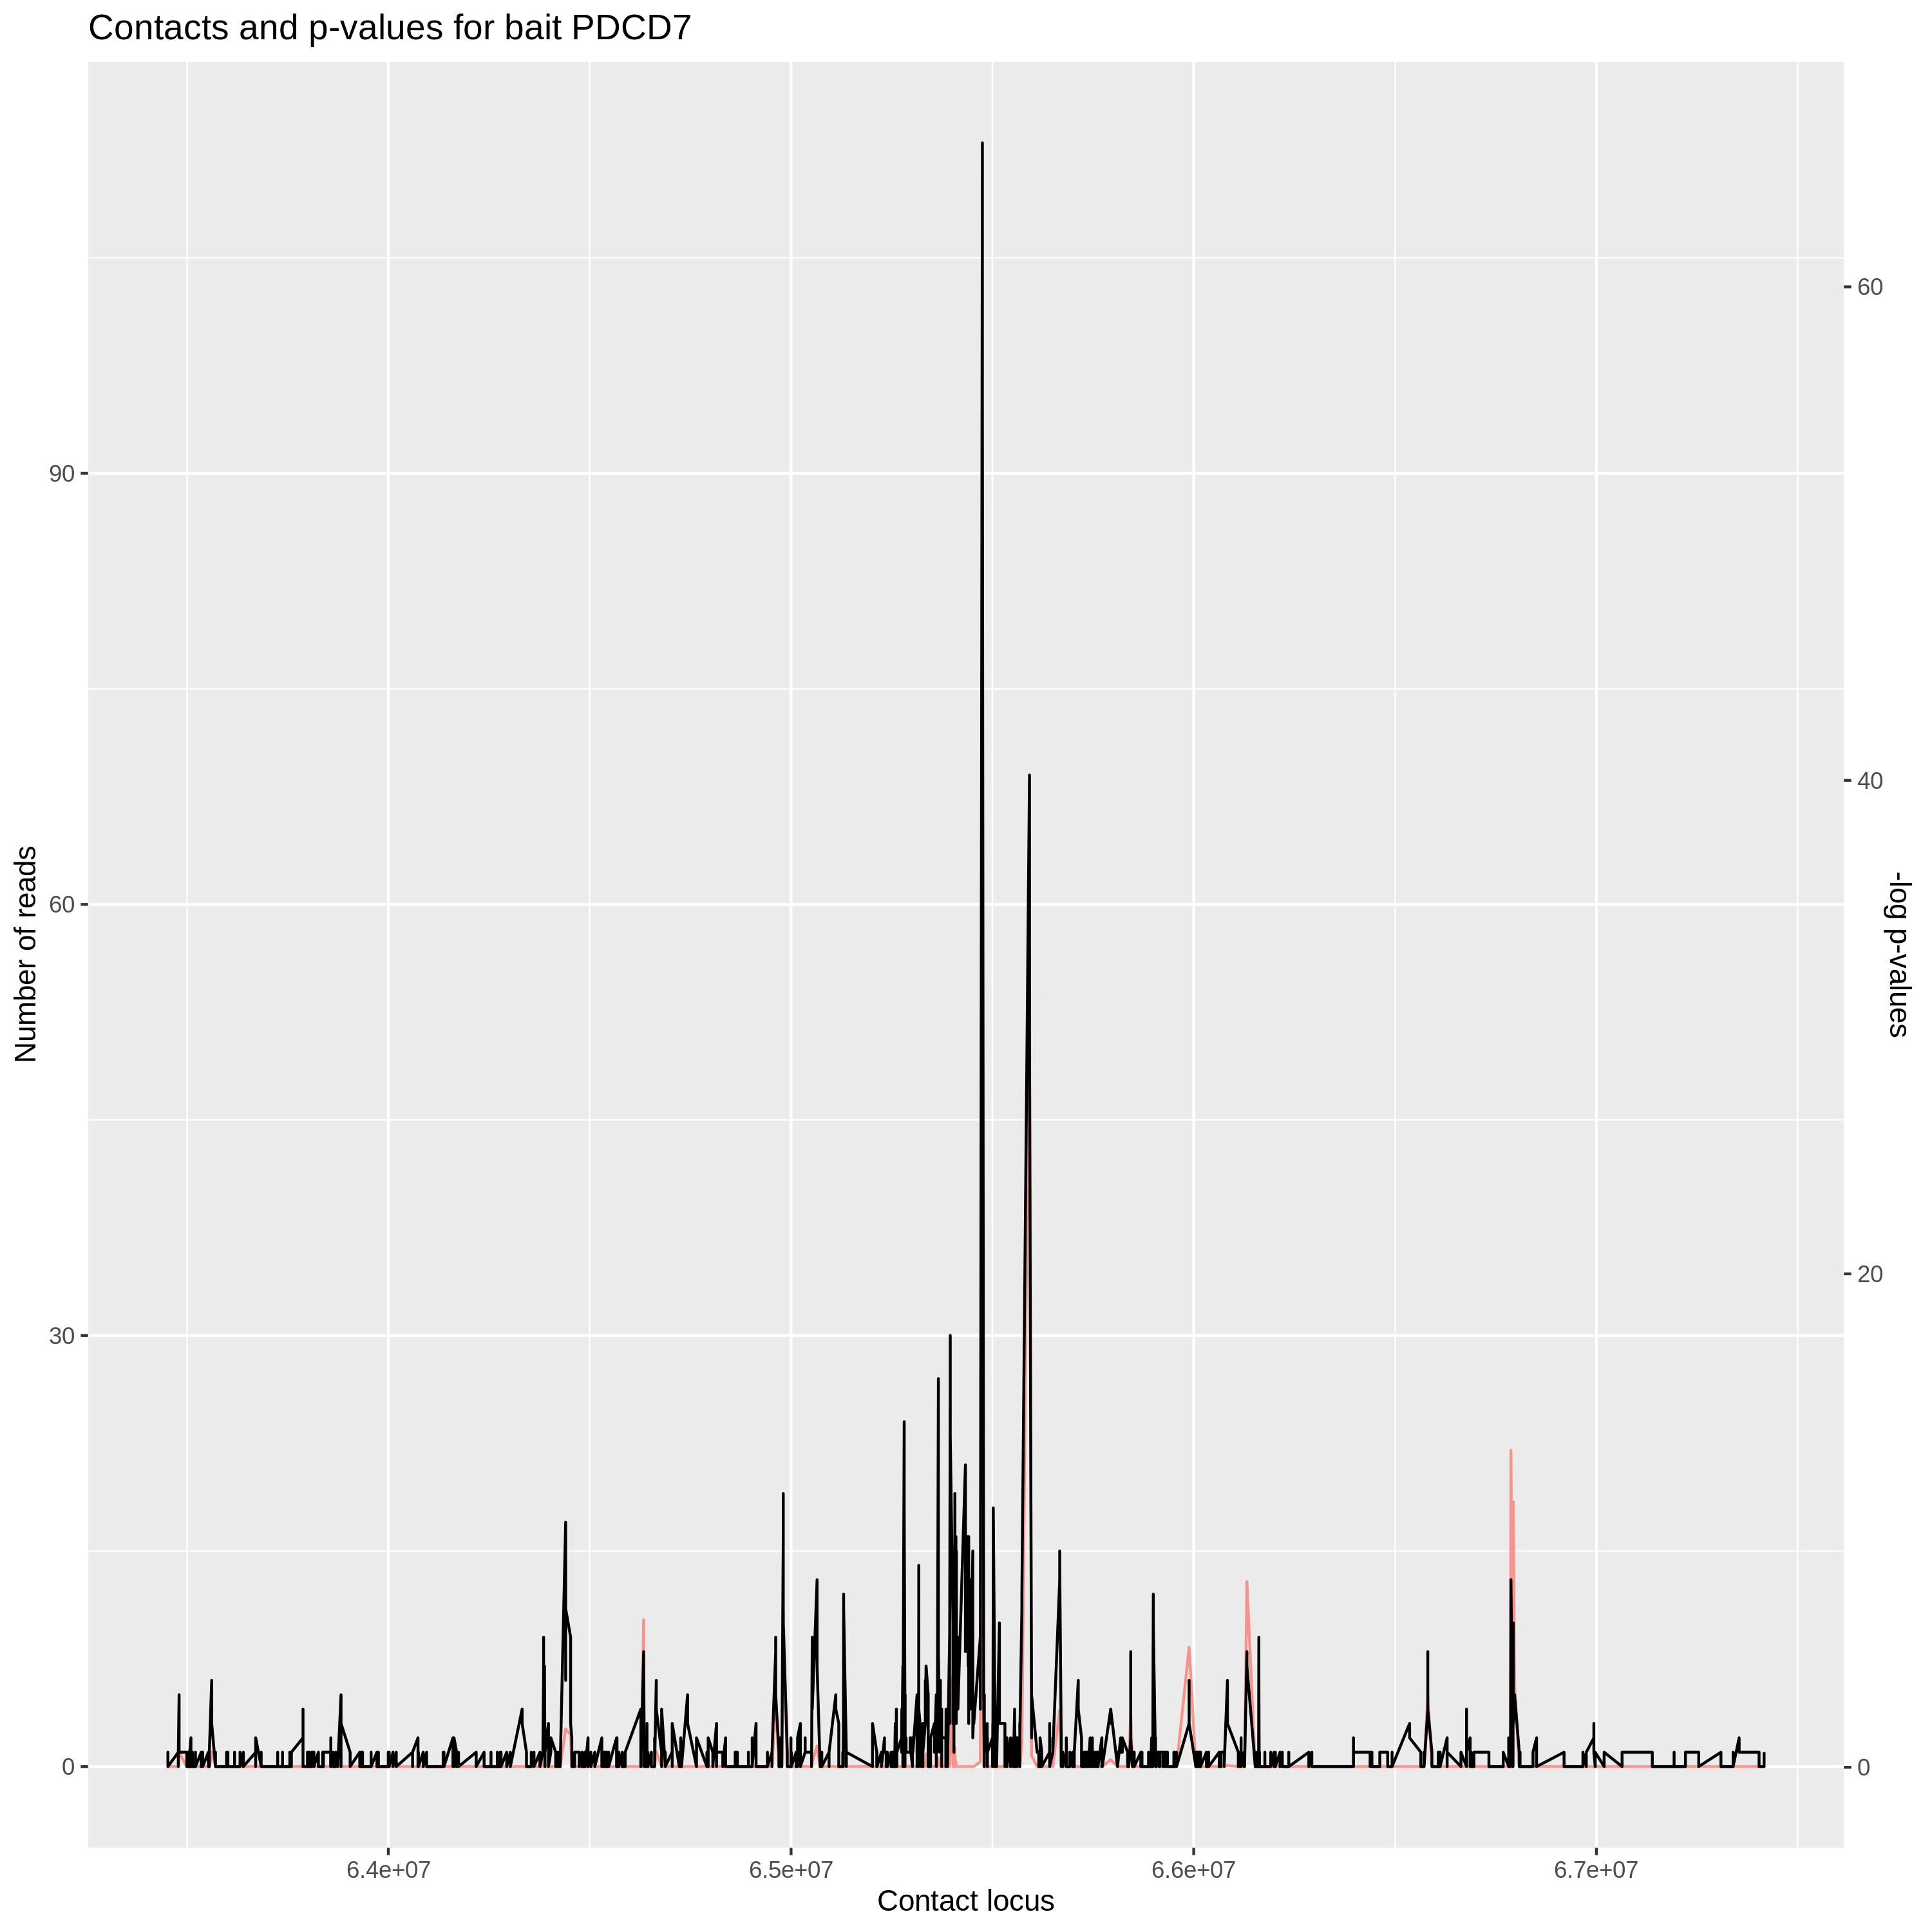 Contacts and p-values for bait PDCD7
Number of reads
90
60
30
0
60
40
20
0
-log p-values
6.4e+07 6.5e+07 6.6e+07 6.7e+07
Contact locus